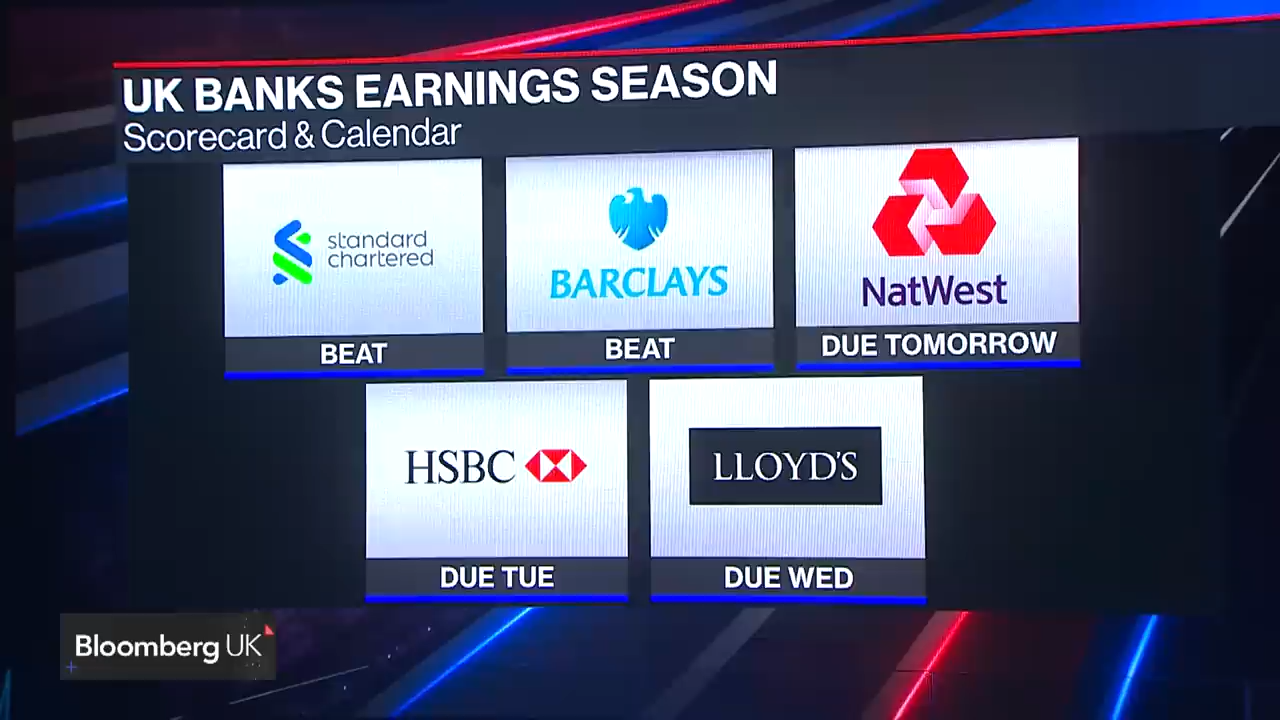 UK BANKS EARNINGS SEASON
Scorecard & Calendar
standard
chartered
BARCLAYS
NatWest
BEAT
BEAT
DUE TOMORROW
HSBC
LLOYD'S
DUE TUE
DUE WED
Bloomberg UK